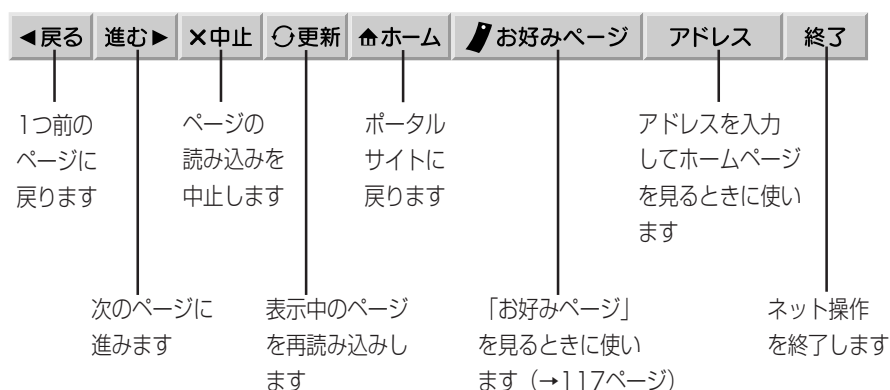 ◀戻る 進む▶ ×中止 更新 ホーム お好みページ アドレス 終了
1つ前の
ページに
戻ります
ページの
読み込みを
中止します
ポータル
サイトに
戻ります
アドレスを入力
してホームページ
を見るときに使い
ます
次のページに
進みます
表示中のページ
を再読み込みし
ます
「お好みページ」
を見るときに使い
ます（→117ページ）
ネット操作
を終了します